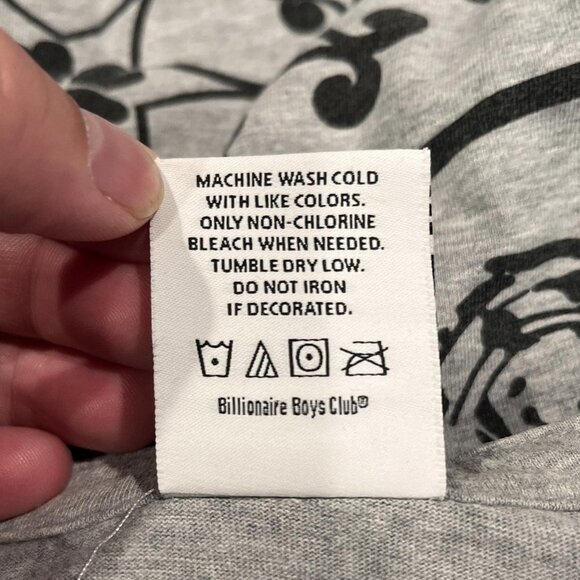 MACHINE WASH COLD
WITH LIKE COLORS.
ONLY NON-CHLORINE
BLEACH WHEN NEEDED.
TUMBLE DRY LOW.
DO NOT IRON
IF DECORATED.
Billionaire Boys Club®